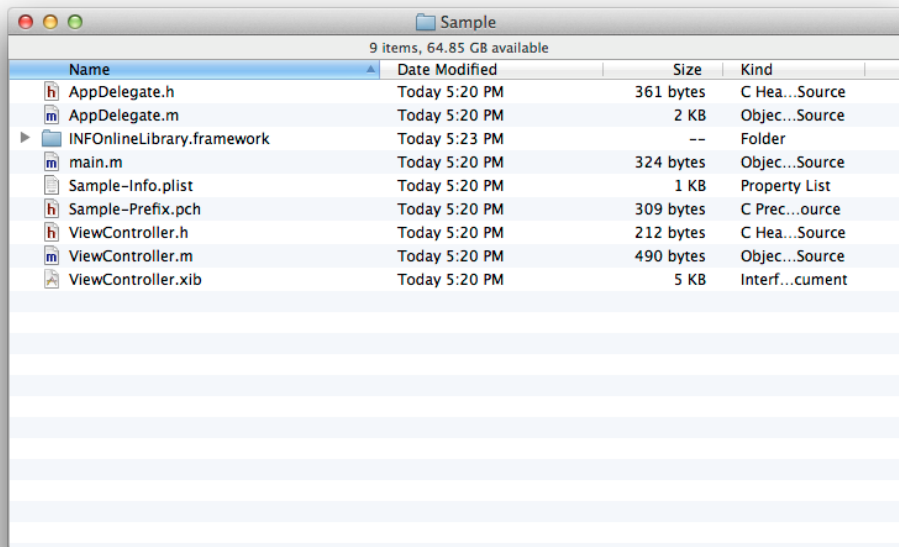 Sample
9 items, 64.85 GB available
Name Date Modified Size Kind
h AppDelegate.h Today 5:20 PM 361 bytes C Hea...Source
m AppDelegate.m Today 5:20 PM 2 KB Objec...Source
INFOnlineLibrary.framework Today 5:23 PM -- Folder
m main.m Today 5:20 PM 324 bytes Objec...Source
Sample-Info.plist Today 5:20 PM 1 KB Property List
h Sample-Prefix.pch Today 5:20 PM 309 bytes C Prec...ource
h ViewController.h Today 5:20 PM 212 bytes C Hea...Source
m ViewController.m Today 5:20 PM 490 bytes Objec...Source
ViewController.xib Today 5:20 PM 5 KB Interf...cument